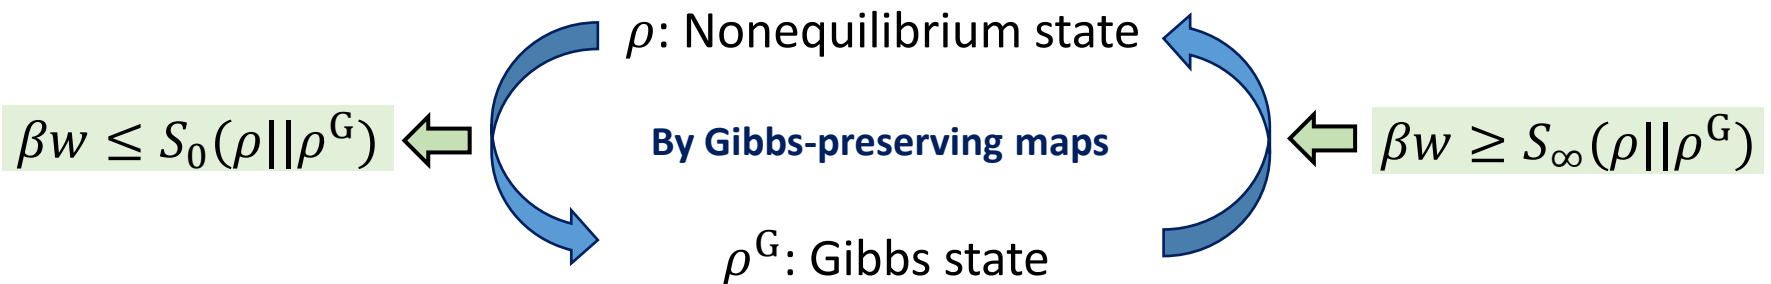 ρ: Nonequilibrium state
βw ≤ S₀(ρ||ρᴳ)
By Gibbs-preserving maps
βw ≥ S∞(ρ||ρᴳ)
ρᴳ: Gibbs state